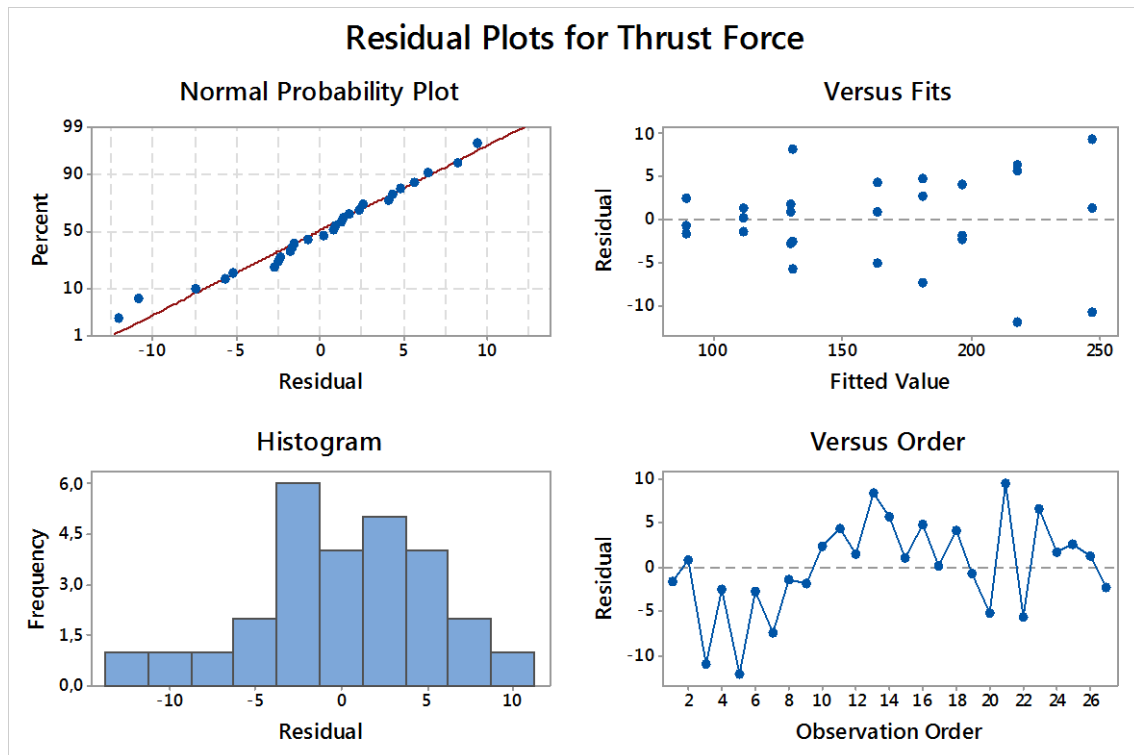 Residual Plots for Thrust Force
Normal Probability Plot
99
90
50
10
1
Percent
-10 -5 0 5 10
Residual
Versus Fits
10
5
0
-5
-10
Residual
100 150 200 250
Fitted Value
Histogram
6,0
4,5
3,0
1,5
0,0
Frequency
-10 -5 0 5 10
Residual
Versus Order
10
5
0
-5
-10
Residual
2 4 6 8 10 12 14 16 18 20 22 24 26
Observation Order